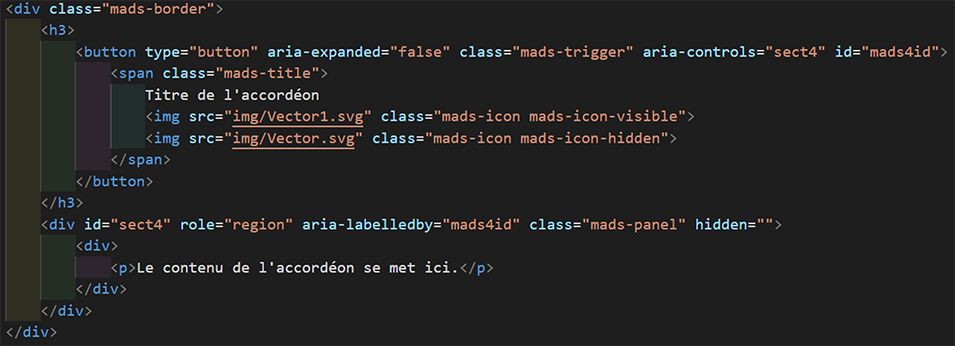 <div class="mads-border">
<h3>
<button type="button" aria-expanded="false" class="mads-trigger" aria-controls="sect4" id="mads4id">
<span class="mads-title">
Titre de l'accordéon
<img src="img/Vector1.svg" class="mads-icon mads-icon-visible">
<img src="img/Vector.svg" class="mads-icon mads-icon-hidden">
</span>
</button>
</h3>
<div id="sect4" role="region" aria-labelledby="mads4id" class="mads-panel" hidden="">
<div>
<p>Le contenu de l'accordéon se met ici.</p>
</div>
</div>
</div>